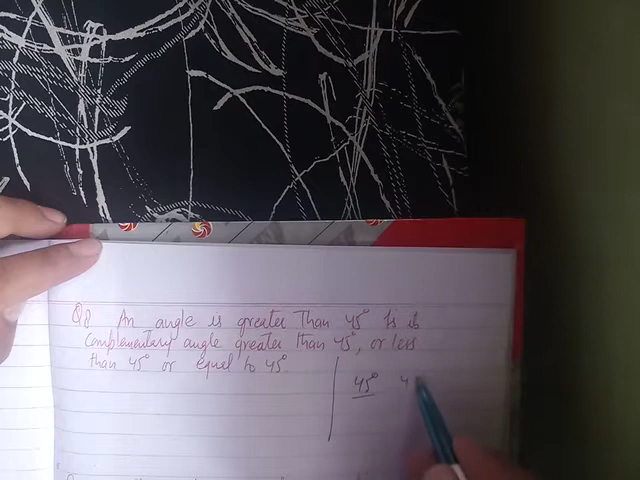 Q8 An angle is greater than 45° Is its
complementary angle greater than 45°, or less
than 45° or equal to 45°.
45° 4